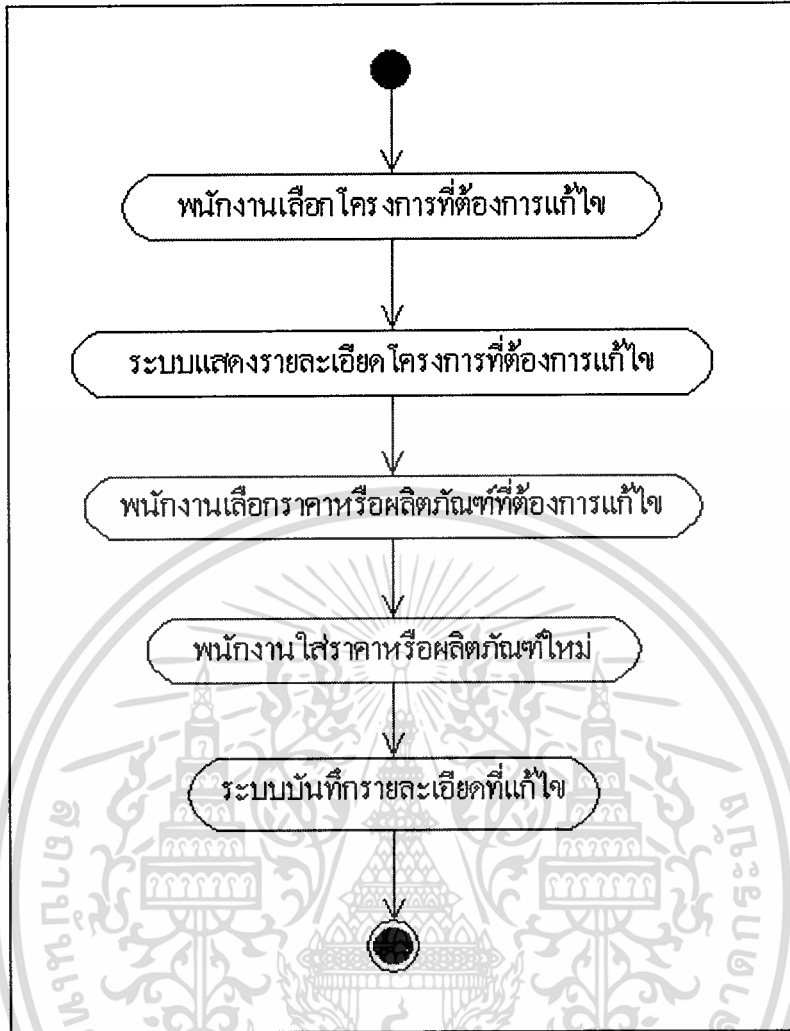 พนักงานเลือกโครงการที่ต้องการแก้ไข
ระบบแสดงรายละเอียดโครงการที่ต้องการแก้ไข
พนักงานเลือกราคาหรือผลิตภัณฑ์ที่ต้องการแก้ไข
พนักงานใส่ราคาหรือผลิตภัณฑ์ใหม่
ระบบบันทึกรายละเอียดที่แก้ไข